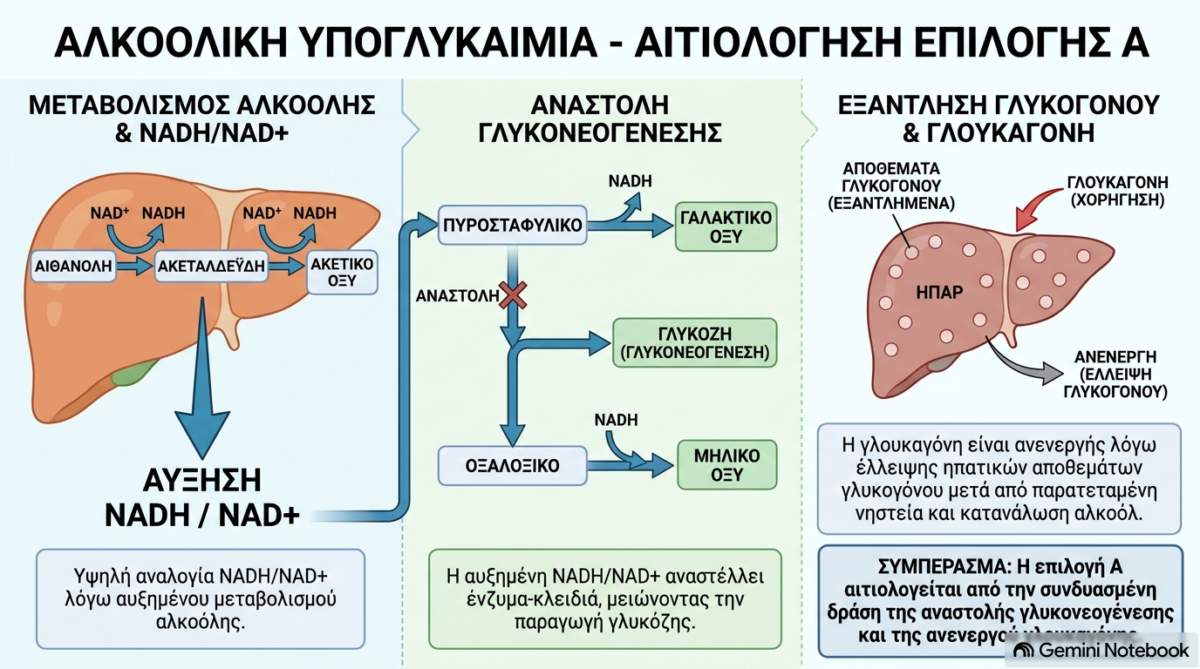 ΑΛΚΟΟΛΙΚΗ ΥΠΟΓΛΥΚΑΙΜΙΑ - ΑΙΤΙΟΛΟΓΗΣΗ ΕΠΙΛΟΓΗΣ Α
ΜΕΤΑΒΟΛΙΣΜΟΣ ΑΛΚΟΟΛΗΣ
& NADH/NAD+
NAD⁺ NADH NAD⁺ NADH
ΑΙΘΑΝΟΛΗ
ΑΚΕΤΑΛΔΕΫΔΗ
ΑΚΕΤΙΚΟ
ΟΞΥ
ΑΥΞΗΣΗ
NADH / NAD+
Υψηλή αναλογία NADH/NAD+
λόγω αυξημένου μεταβολισμού
αλκοόλης.
ΑΝΑΣΤΟΛΗ
ΓΛΥΚΟΝΕΟΓΕΝΕΣΗΣ
NADH
ΠΥΡΟΣΤΑΦΥΛΙΚΟ
ΓΑΛΑΚΤΙΚΟ
ΟΞΥ
ΑΝΑΣΤΟΛΗ
ΓΛΥΚΟΖΗ
(ΓΛΥΚΟΝΕΟΓΕΝΕΣΗ)
NADH
ΟΞΑΛΟΞΙΚΟ
ΜΗΛΙΚΟ
ΟΞΥ
Η αυξημένη NADH/NAD+ αναστέλλει
ένζυμα-κλειδιά, μειώνοντας την
παραγωγή γλυκόζης.
ΕΞΑΝΤΛΗΣΗ ΓΛΥΚΟΓΟΝΟΥ
& ΓΛΟΥΚΑΓΟΝΗ
ΑΠΟΘΕΜΑΤΑ
ΓΛΥΚΟΓΟΝΟΥ
(ΕΞΑΝΤΛΗΜΕΝΑ)
ΓΛΟΥΚΑΓΟΝΗ
(ΧΟΡΗΓΗΣΗ)
ΗΠΑΡ
ΑΝΕΝΕΡΓΗ
(ΕΛΛΕΙΨΗ
ΓΛΥΚΟΓΟΝΟΥ)
Η γλουκαγόνη είναι ανενεργής λόγω
έλλειψης ηπατικών αποθεμάτων
γλυκογόνου μετά από παρατεταμένη
νηστεία και κατανάλωση αλκοόλ.
ΣΥΜΠΕΡΑΣΜΑ: Η επιλογή Α
αιτιολογείται από την συνδυασμένη
δράση της αναστολής γλυκονεογένεσης
και της ανενεργού γλουκαγόνης.
Gemini Notebook